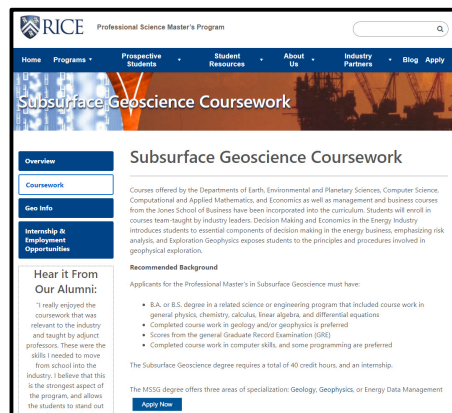 RICE Professional Science Master's Program
Home Programs Prospective Students Student Resources About Us Industry Partners Blog Apply
Subsurface Geoscience Coursework
Overview
Coursework
Geo Info
Internship &
Employment
Opportunities
Hear it From
Our Alumni:
"I really enjoyed the
coursework that was
relevant to the industry
and taught by adjunct
professors. These were the
skills I needed to move
from school into the
industry. I believe that this
is the strongest aspect of
the program, and allows
the students to stand out
Subsurface Geoscience Coursework
Courses offered by the Departments of Earth, Environmental and Planetary Sciences, Computer Science,
Computational and Applied Mathematics, and Economics as well as management and business courses
from the Jones School of Business have been incorporated into the curriculum. Students will enroll in
courses team-taught by industry leaders. Decision Making and Economics in the Energy Industry
introduces students to essential components of decision making in the energy business, emphasizing risk
analysis, and Exploration Geophysics exposes students to the principles and procedures involved in
geophysical exploration.
Recommended Background
Applicants for the Professional Master's in Subsurface Geoscience must have:
B.A. or B.S. degree in a related science or engineering program that included course work in
general physics, chemistry, calculus, linear algebra, and differential equations
Completed course work in geology and/or geophysics is preferred
Scores from the general Graduate Record Examination (GRE)
Completed course work in computer skills, and some programming are preferred
The Subsurface Geoscience degree requires a total of 40 credit hours, and an internship.
The MSSG degree offers three areas of specialization: Geology, Geophysics, or Energy Data Management
Apply Now